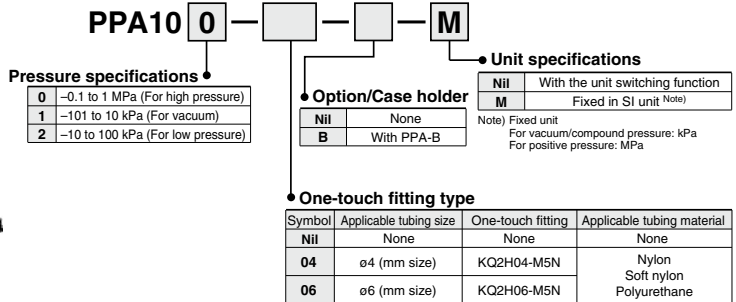 PPA10 0 — — — M
Pressure specifications
0 –0.1 to 1 MPa (For high pressure)
1 –101 to 10 kPa (For vacuum)
2 –10 to 100 kPa (For low pressure)
Option/Case holder
Nil None
B With PPA-B
Unit specifications
Nil With the unit switching function
M Fixed in SI unit Note)
Note) Fixed unit
For vacuum/compound pressure: kPa
For positive pressure: MPa
One-touch fitting type
Symbol Applicable tubing size One-touch fitting Applicable tubing material
Nil None None None
04 ø4 (mm size) KQ2H04-M5N Nylon
Soft nylon
06 ø6 (mm size) KQ2H06-M5N Polyurethane